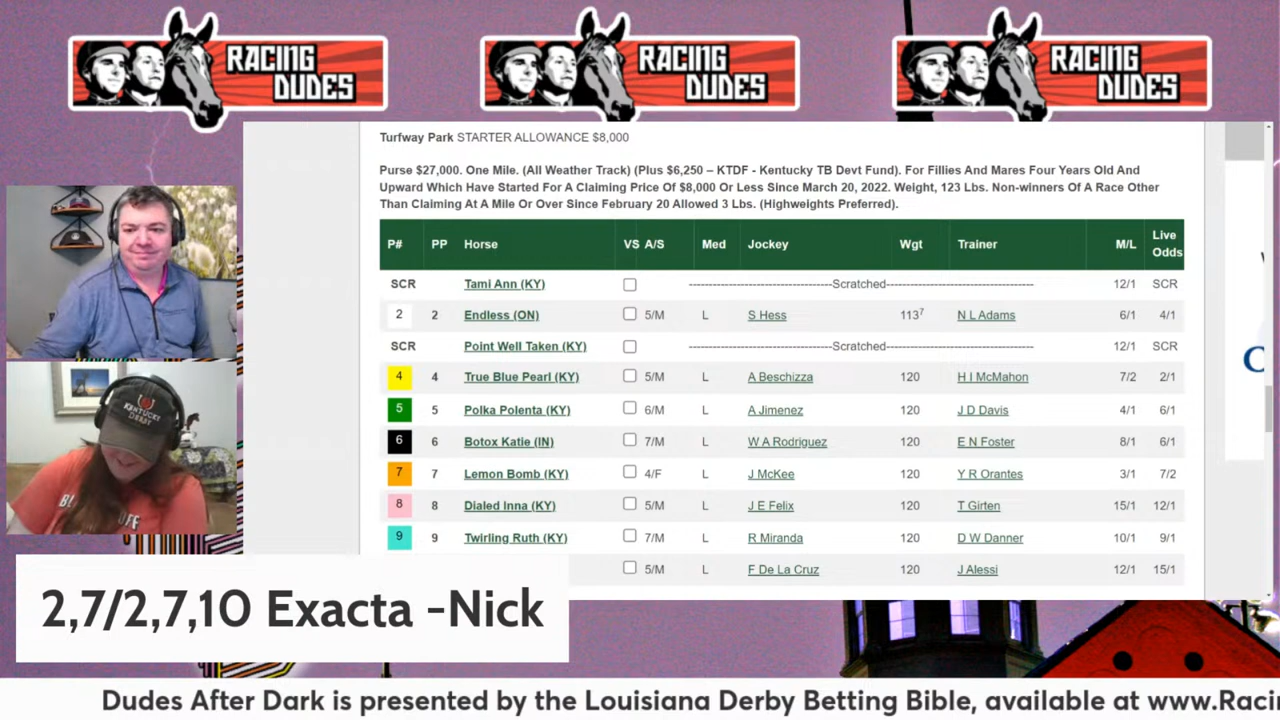 RACING DUDES
RACING DUDES
RACING DUDES
Turfway Park STARTER ALLOWANCE $8,000
Purse $27,000. One Mile. (All Weather Track) (Plus $6,250 – KTDF - Kentucky TB Devt Fund). For Fillies And Mares Four Years Old And
Upward Which Have Started For A Claiming Price Of $8,000 Or Less Since March 20, 2022. Weight, 123 Lbs. Non-winners Of A Race Other
Than Claiming At A Mile Or Over Since February 20 Allowed 3 Lbs. (Highweights Preferred).
P# PP Horse VS A/S Med Jockey Wgt Trainer M/L Live Odds
SCR Tami Ann (KY) Scratched 12/1 SCR
2 2 Endless (ON) 5/M L S Hess 113⁷ N L Adams 6/1 4/1
SCR Point Well Taken (KY) Scratched 12/1 SCR
4 4 True Blue Pearl (KY) 5/M L A Beschizza 120 H I McMahon 7/2 2/1
5 5 Polka Polenta (KY) 6/M L A Jimenez 120 J D Davis 4/1 6/1
6 6 Botox Katie (IN) 7/M L W A Rodriguez 120 E N Foster 8/1 6/1
7 7 Lemon Bomb (KY) 4/F L J McKee 120 Y R Orantes 3/1 7/2
8 8 Dialed Inna (KY) 5/M L J E Felix 120 T Girten 15/1 12/1
9 9 Twirling Ruth (KY) 7/M L R Miranda 120 D W Danner 10/1 9/1
5/M L F De La Cruz 120 J Alessi 12/1 15/1
KENTUCKY
DERBY
2,7/2,7,10 Exacta -Nick
Dudes After Dark is presented by the Louisiana Derby Betting Bible, available at www.Raci